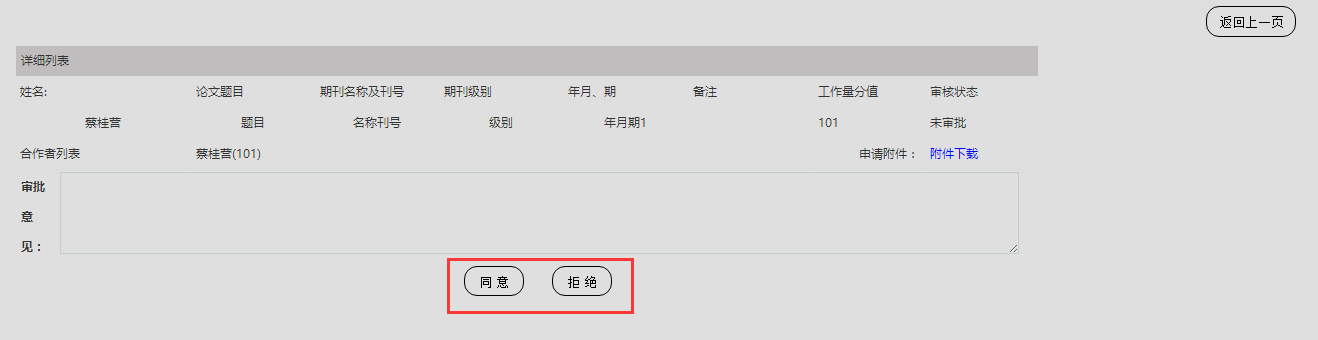 返回上一页
详细列表
姓名: 论文题目 期刊名称及刊号 期刊级别 年月、期 备注 工作量分值 审核状态
蔡桂营 题目 名称刊号 级别 年月期1 101 未审批
合作者列表 蔡桂营(101) 申请附件： 附件下载
审批
意
见：
同 意 拒 绝